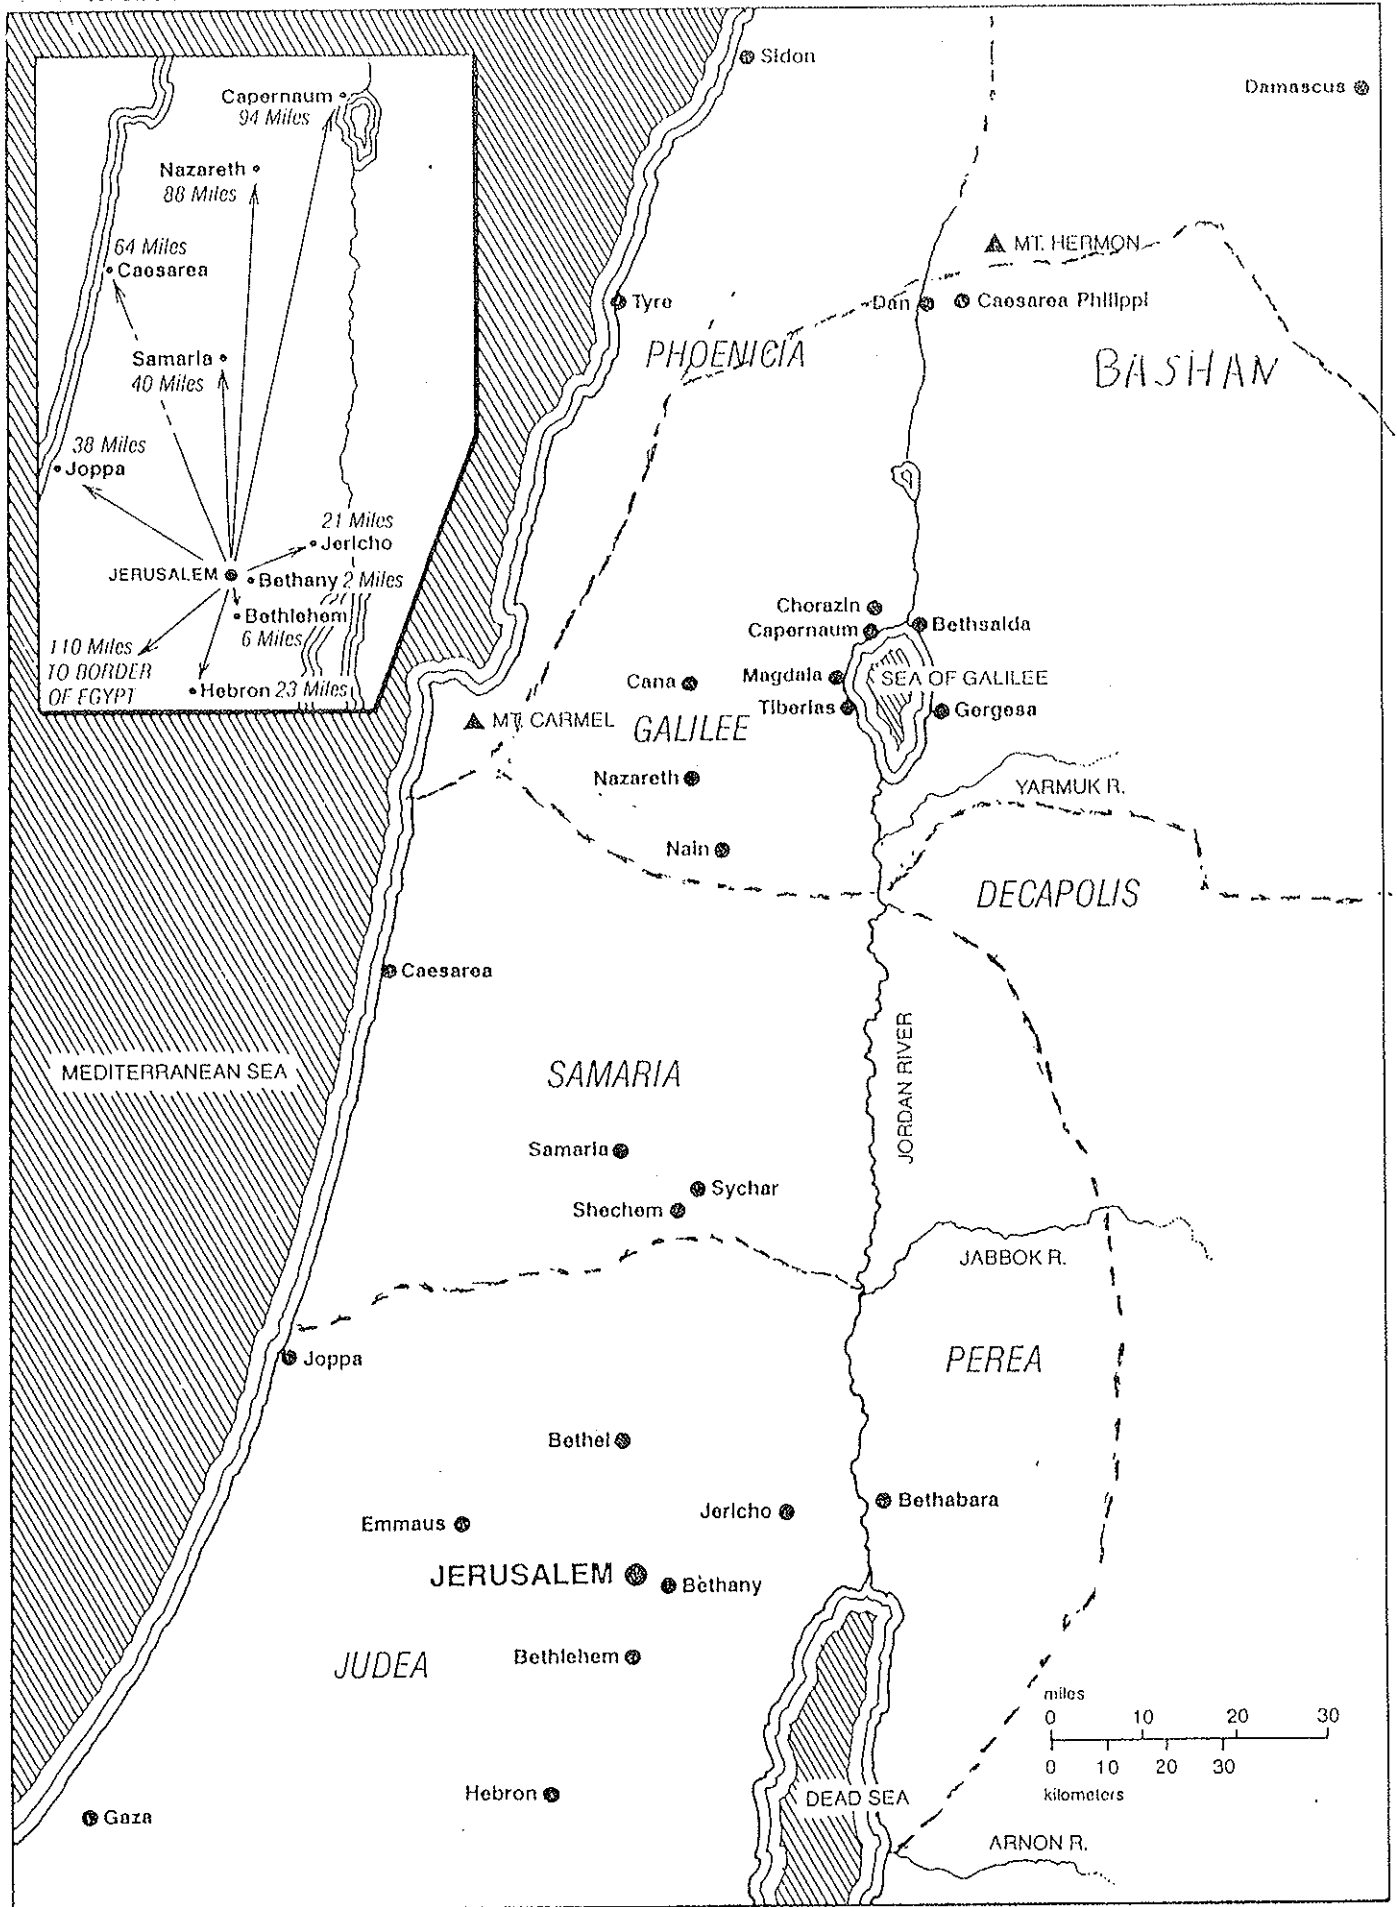 Capernaum
94 Miles
Nazareth
88 Miles
64 Miles
Caesarea
Samaria
40 Miles
38 Miles
Joppa
21 Miles
Jericho
JERUSALEM
Bethany 2 Miles
Bethlehem
6 Miles
110 Miles
TO BORDER
OF EGYPT
Hebron 23 Miles
Sidon
Damascus
MT. HERMON
Tyre
Dan
Caesarea Philippi
PHOENICIA
BASHAN
Chorazin
Capernaum
Bethsaida
Cana
Magdala
SEA OF GALILEE
Tiberias
Gergesa
MT. CARMEL
GALILEE
Nazareth
YARMUK R.
Nain
DECAPOLIS
Caesarea
MEDITERRANEAN SEA
SAMARIA
JORDAN RIVER
Samaria
Sychar
Shechem
JABBOK R.
Joppa
PEREA
Bethel
Jericho
Bethabara
Emmaus
JERUSALEM
Bethany
JUDEA
Bethlehem
miles
0 10 20 30
0 10 20 30
kilometers
Hebron
DEAD SEA
Gaza
ARNON R.